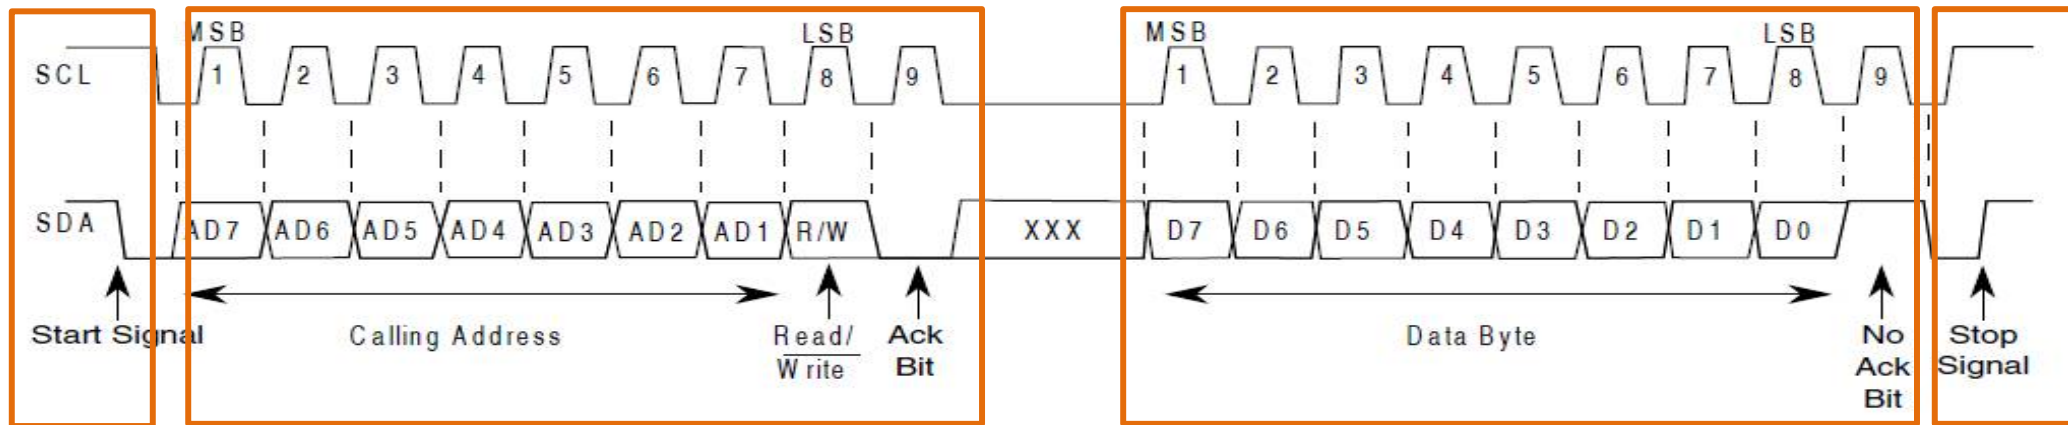 MSB LSB MSB LSB
SCL 1 2 3 4 5 6 7 8 9 1 2 3 4 5 6 7 8 9
SDA AD7 AD6 AD5 AD4 AD3 AD2 AD1 R/W XXX D7 D6 D5 D4 D3 D2 D1 D0
Start Signal Calling Address Read/ Ack Data Byte No Stop
Write Bit Ack Signal
Bit